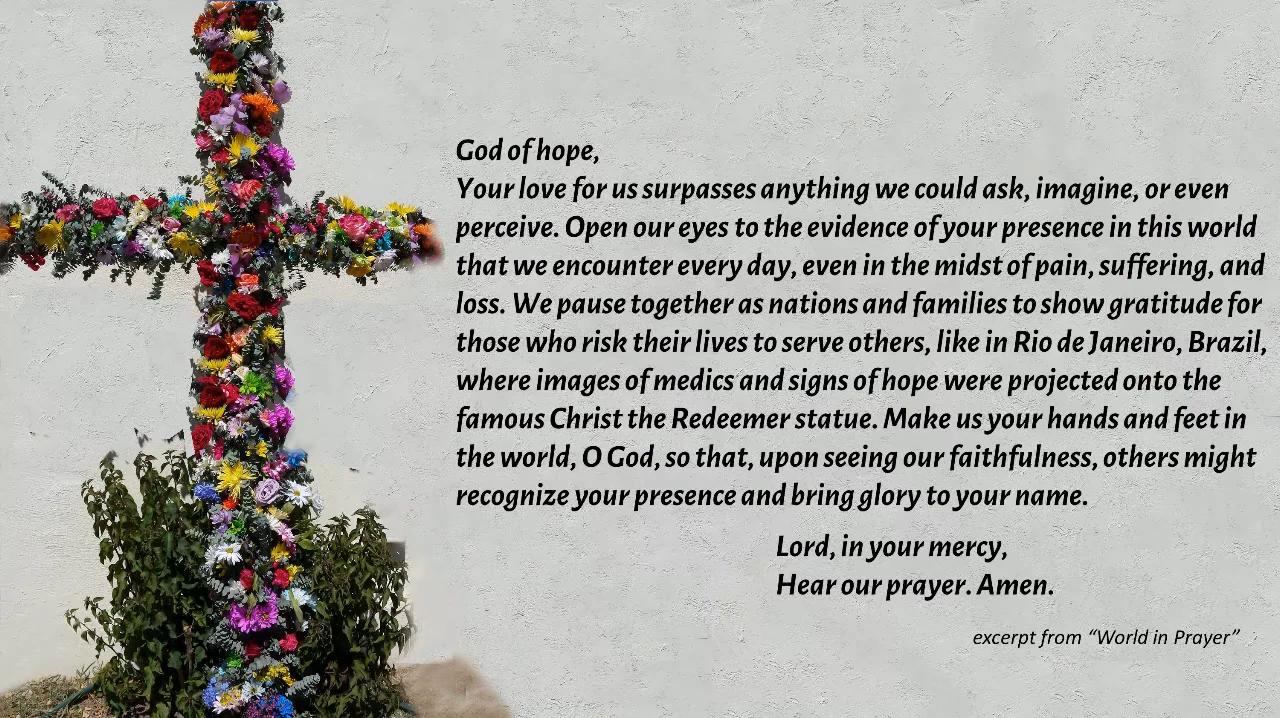 God of hope,
Your love for us surpasses anything we could ask, imagine, or even
perceive. Open our eyes to the evidence of your presence in this world
that we encounter every day, even in the midst of pain, suffering, and
loss. We pause together as nations and families to show gratitude for
those who risk their lives to serve others, like in Rio de Janeiro, Brazil,
where images of medics and signs of hope were projected onto the
famous Christ the Redeemer statue. Make us your hands and feet in
the world, O God, so that, upon seeing our faithfulness, others might
recognize your presence and bring glory to your name.
Lord, in your mercy,
Hear our prayer. Amen.
excerpt from “World in Prayer”